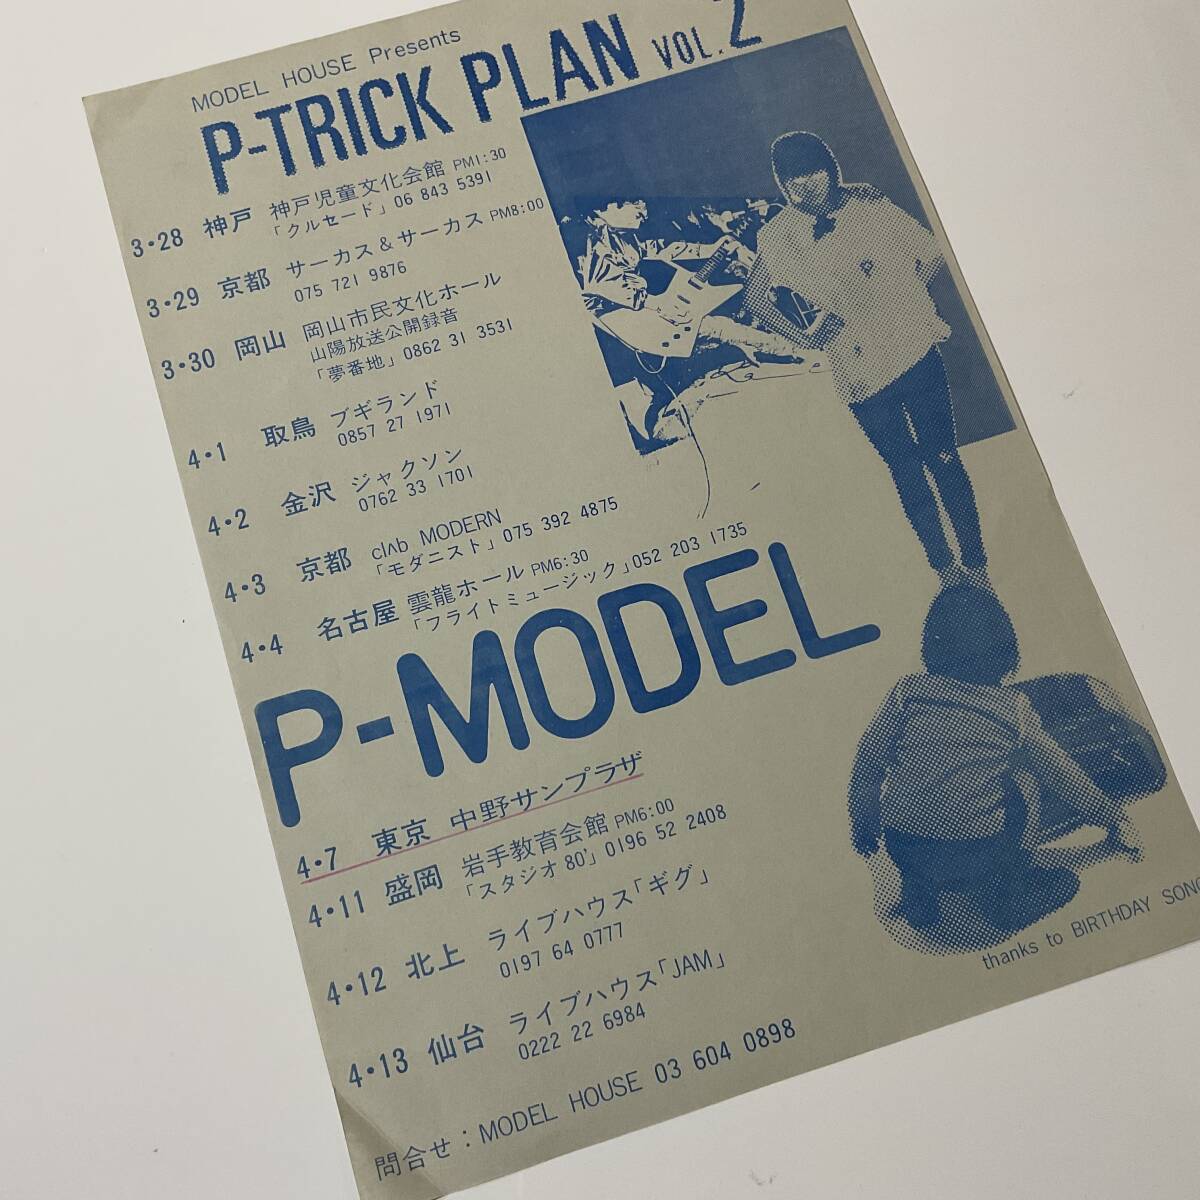 MODEL HOUSE Presents
P-TRICK PLAN VOL.2
3・28 神戸 神戸児童文化会館 PM1:30
「クルセード」06 843 5391
3・29 京都 サーカス＆サーカス PM8:00
075 721 9876
3・30 岡山 岡山市民文化ホール
山陽放送公開録音
「夢番地」0862 31 3531
4・1 取鳥 ブギランド
0857 27 1971
4・2 金沢 ジャクソン
0762 33 1701
4・3 京都 clʌb MODERN
「モダニスト」075 392 4875
4・4 名古屋 雲龍ホール PM6:30
「フライトミュージック」052 203 1735
P-MODEL
4・7 東京 中野サンプラザ
4・11 盛岡 岩手教育会館 PM6:00
「スタジオ80'」0196 52 2408
4・12 北上 ライブハウス「ギグ」
0197 64 0777
4・13 仙台 ライブハウス「JAM」
0222 22 6984
thanks to BIRTHDAY SONG
問合せ：MODEL HOUSE 03 604 0898